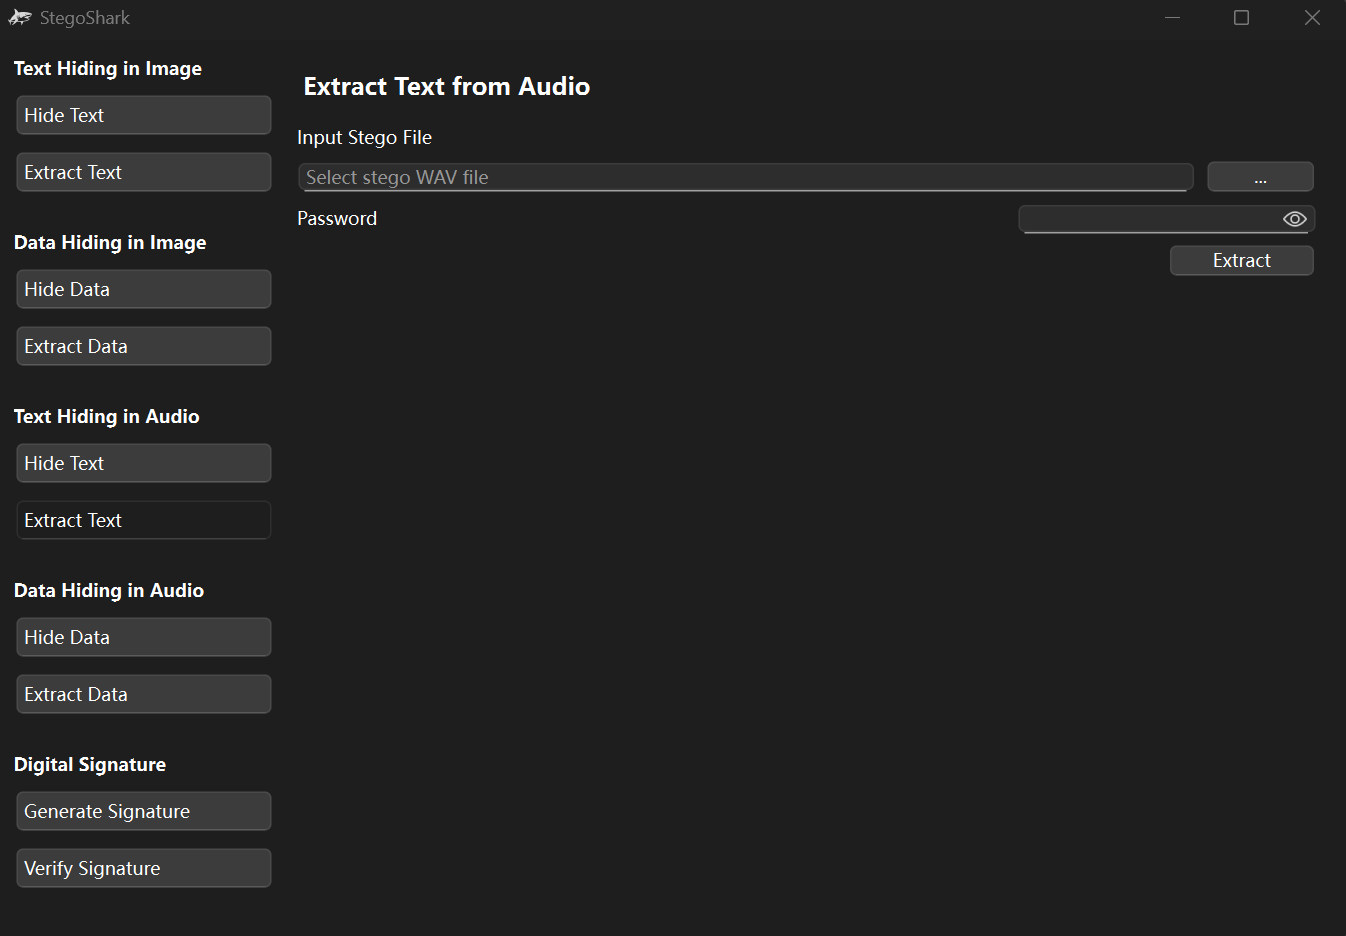 StegoShark
Text Hiding in Image
Hide Text
Extract Text
Data Hiding in Image
Hide Data
Extract Data
Text Hiding in Audio
Hide Text
Extract Text
Data Hiding in Audio
Hide Data
Extract Data
Digital Signature
Generate Signature
Verify Signature
Extract Text from Audio
Input Stego File
Select stego WAV file
...
Password
Extract